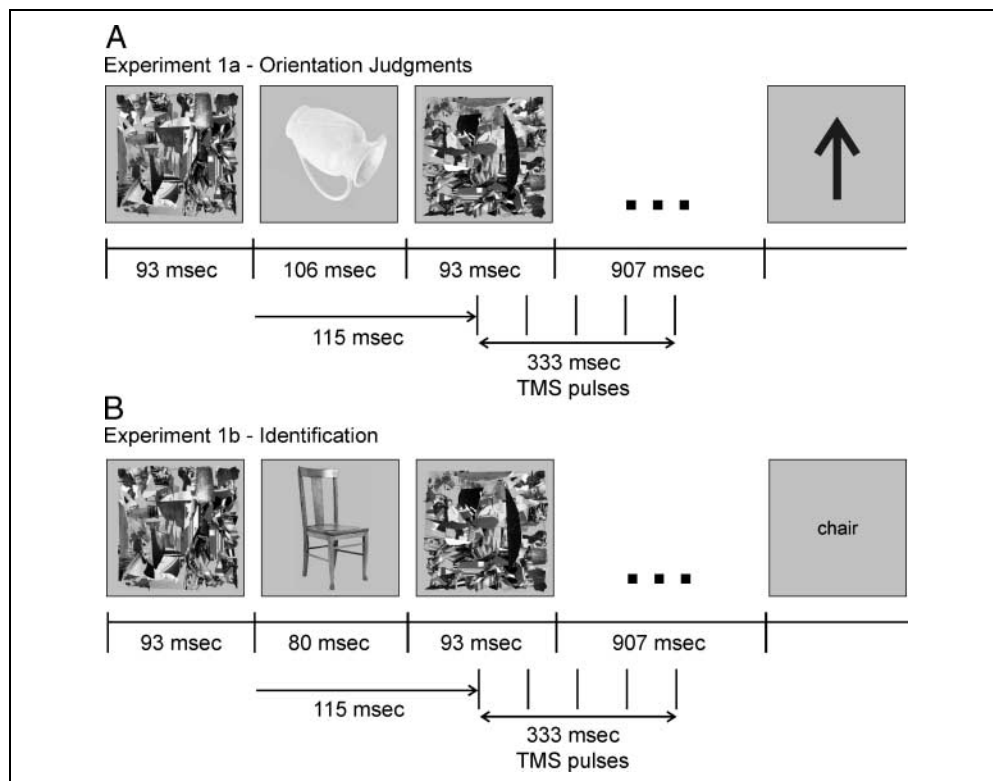 A
Experiment 1a - Orientation Judgments
93 msec 106 msec 93 msec 907 msec
115 msec
333 msec
TMS pulses
B
Experiment 1b - Identification
chair
93 msec 80 msec 93 msec 907 msec
115 msec
333 msec
TMS pulses